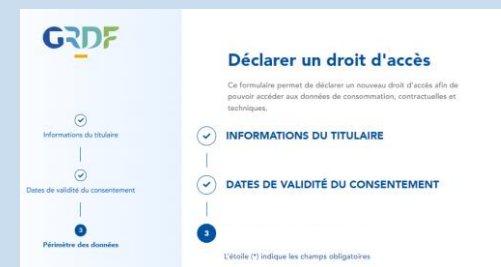 GRDF
Déclarer un droit d'accès
Ce formulaire permet de déclarer un nouveau droit d'accès afin de
pouvoir accéder aux données de consommation, contractuelles et
techniques.
Informations du titulaire
INFORMATIONS DU TITULAIRE
Dates de validité du consentement
DATES DE VALIDITÉ DU CONSENTEMENT
3
Périmètre des données
3
L'étoile (*) indique les champs obligatoires